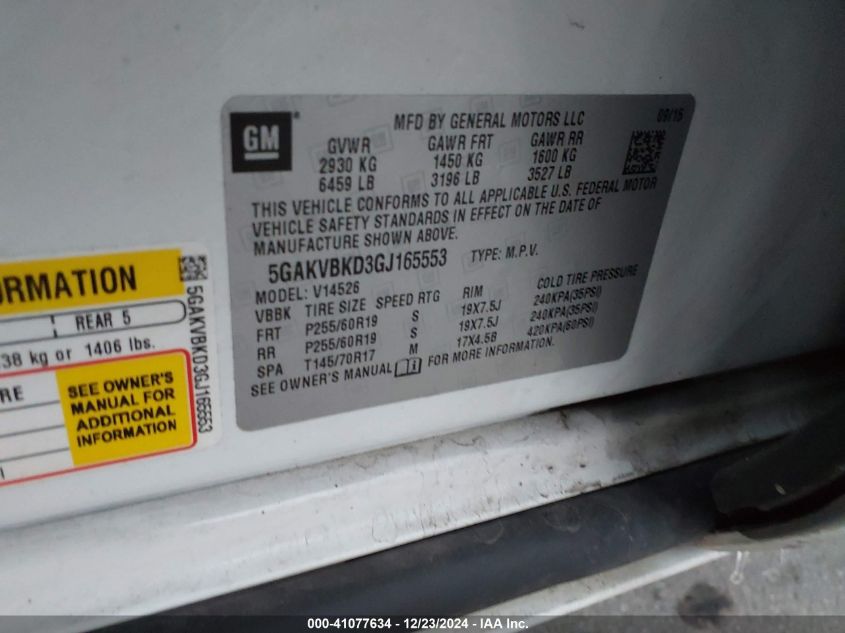 GM
MFD BY GENERAL MOTORS LLC 09/15
GVWR GAWR FRT GAWR RR
2930 KG 1450 KG 1600 KG
6459 LB 3196 LB 3527 LB
THIS VEHICLE CONFORMS TO ALL APPLICABLE U.S. FEDERAL MOTOR
VEHICLE SAFETY STANDARDS IN EFFECT ON THE DATE OF
MANUFACTURE SHOWN ABOVE.
5GAKVBKD3GJ165553 TYPE: M.P.V.
MODEL: V14526
VBBK TIRE SIZE SPEED RTG RIM COLD TIRE PRESSURE
FRT P255/60R19 S 19X7.5J 240KPA(35PSI)
RR P255/60R19 S 19X7.5J 240KPA(35PSI)
SPA T145/70R17 M 17X4.5B 420KPA(60PSI)
SEE OWNER'S MANUAL FOR MORE INFORMATION.
ORMATION
REAR 5
38 kg or 1406 lbs.
RE
SEE OWNER'S
MANUAL FOR
ADDITIONAL
INFORMATION
5GAKVBKD3GJ165553
000-41077634 - 12/23/2024 - IAA Inc.